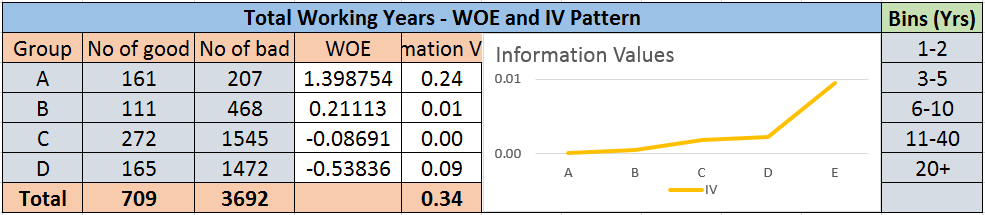 Total Working Years - WOE and IV Pattern Bins (Yrs)
Group No of good No of bad WOE mation V
A 161 207 1.398754 0.24
B 111 468 0.21113 0.01
C 272 1545 -0.08691 0.00
D 165 1472 -0.53836 0.09
Total 709 3692 0.34
Information Values
0.01
0.00
A B C D E
IV
1-2
3-5
6-10
11-40
20+